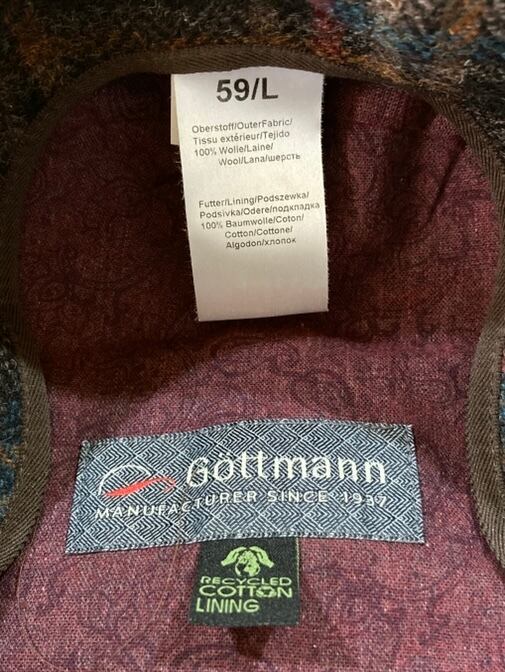 59/L
Oberstoff/OuterFabric/
Tissu extérieur/Tejido
100% Wolle/Laine/
Wool/Lana/шерсть
Futter/Lining/Podszewka/
Podsivka/Odere/подкладка
100% Baumwolle/Coton/
Cotton/Cottone/
Algodon/хлопок
Göttmann
MANUFACTURER SINCE 1937
RECYCLED
COTTON
LINING